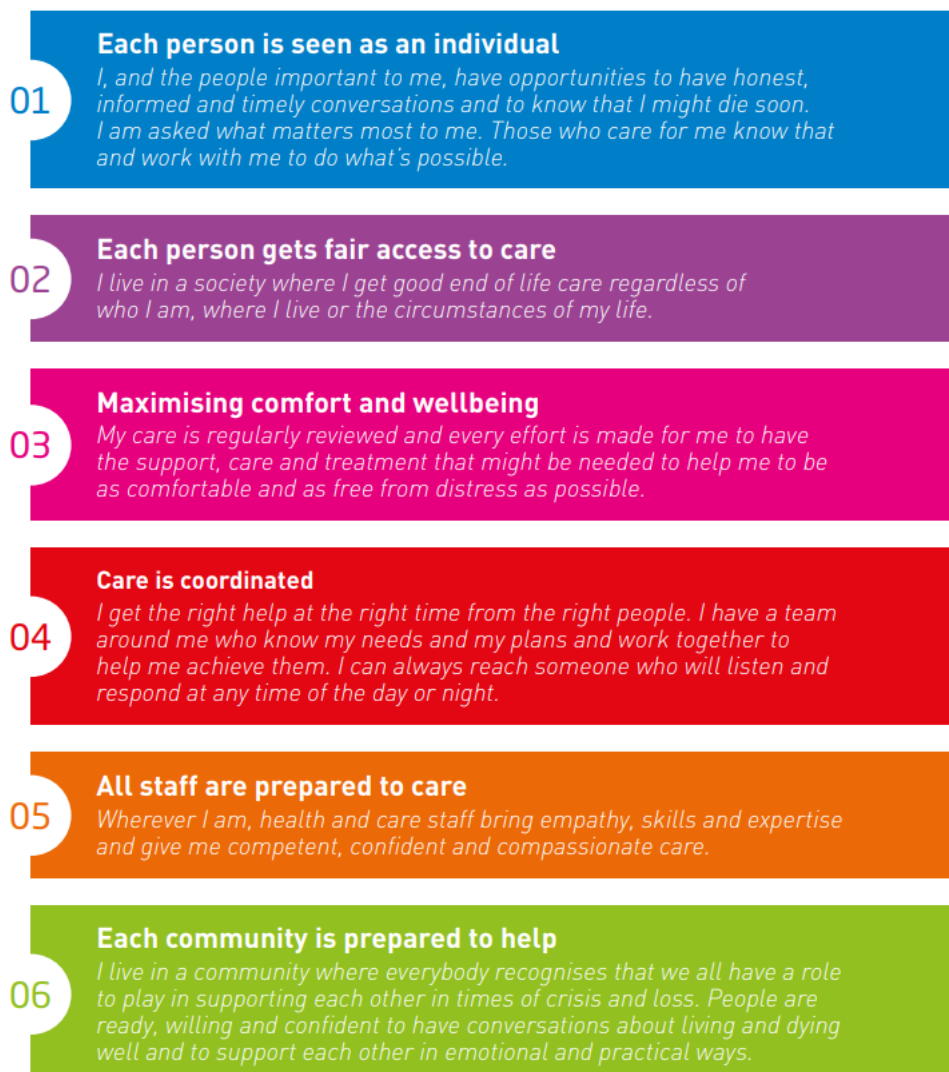 Each person is seen as an individual
01
I, and the people important to me, have opportunities to have honest,
informed and timely conversations and to know that I might die soon.
I am asked what matters most to me. Those who care for me know that
and work with me to do what's possible.
Each person gets fair access to care
02
I live in a society where I get good end of life care regardless of
who I am, where I live or the circumstances of my life.
Maximising comfort and wellbeing
03
My care is regularly reviewed and every effort is made for me to have
the support, care and treatment that might be needed to help me to be
as comfortable and as free from distress as possible.
Care is coordinated
04
I get the right help at the right time from the right people. I have a team
around me who know my needs and my plans and work together to
help me achieve them. I can always reach someone who will listen and
respond at any time of the day or night.
All staff are prepared to care
05
Wherever I am, health and care staff bring empathy, skills and expertise
and give me competent, confident and compassionate care.
Each community is prepared to help
06
I live in a community where everybody recognises that we all have a role
to play in supporting each other in times of crisis and loss. People are
ready, willing and confident to have conversations about living and dying
well and to support each other in emotional and practical ways.